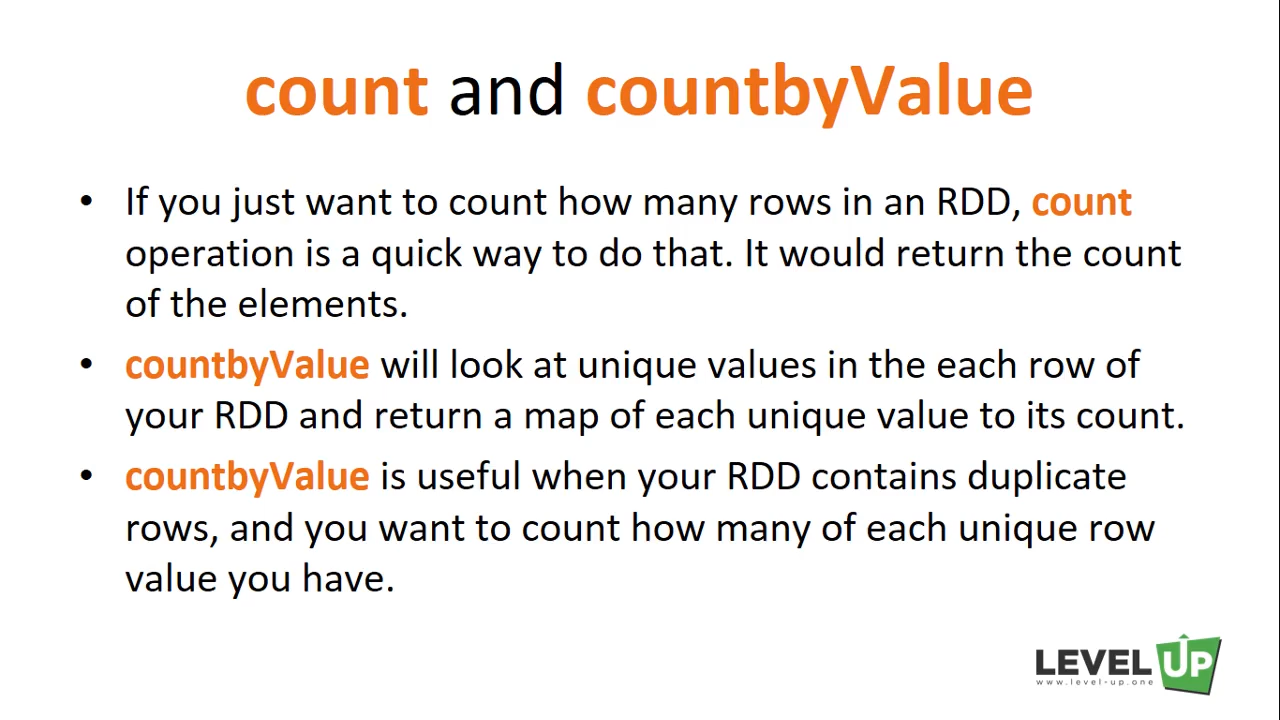 count and countbyValue
• If you just want to count how many rows in an RDD, count
operation is a quick way to do that. It would return the count
of the elements.
• countbyValue will look at unique values in the each row of
your RDD and return a map of each unique value to its count.
• countbyValue is useful when your RDD contains duplicate
rows, and you want to count how many of each unique row
value you have.
LEVEL UP
www.level-up.one